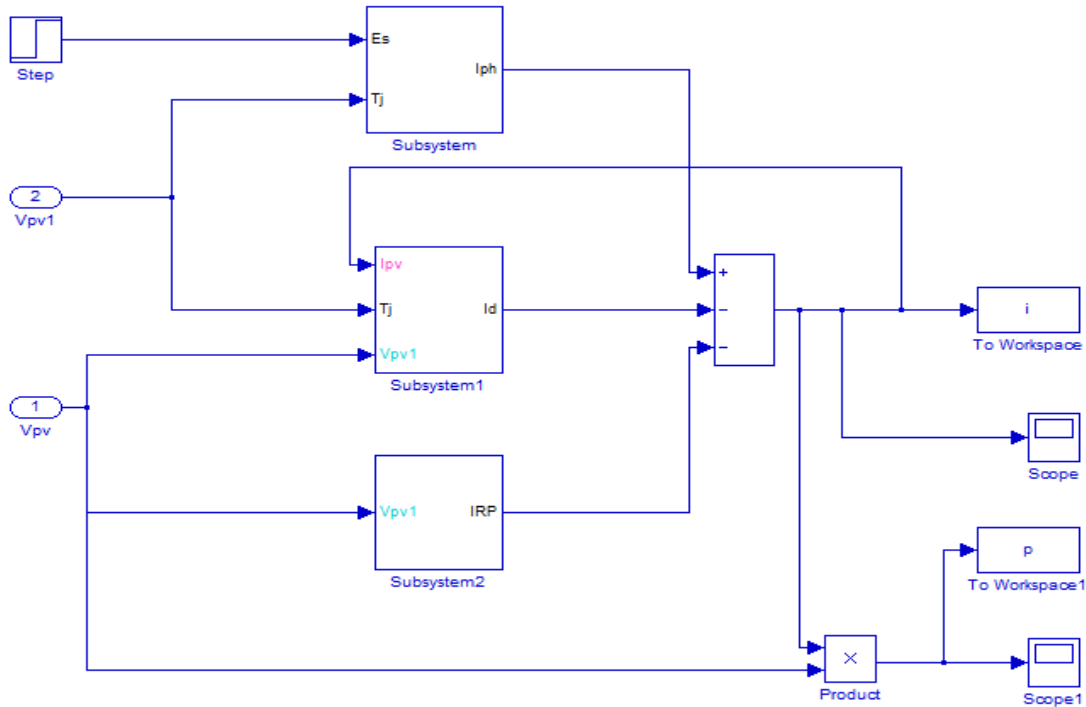 Step
Es
Tj
Iph
Subsystem
2
Vpv1
Ipv
Tj
Vpv1
Id
Subsystem1
+
−
−
i
To Workspace
1
Vpv
Scope
Vpv1
IRP
Subsystem2
p
To Workspace1
×
Product
Scope1